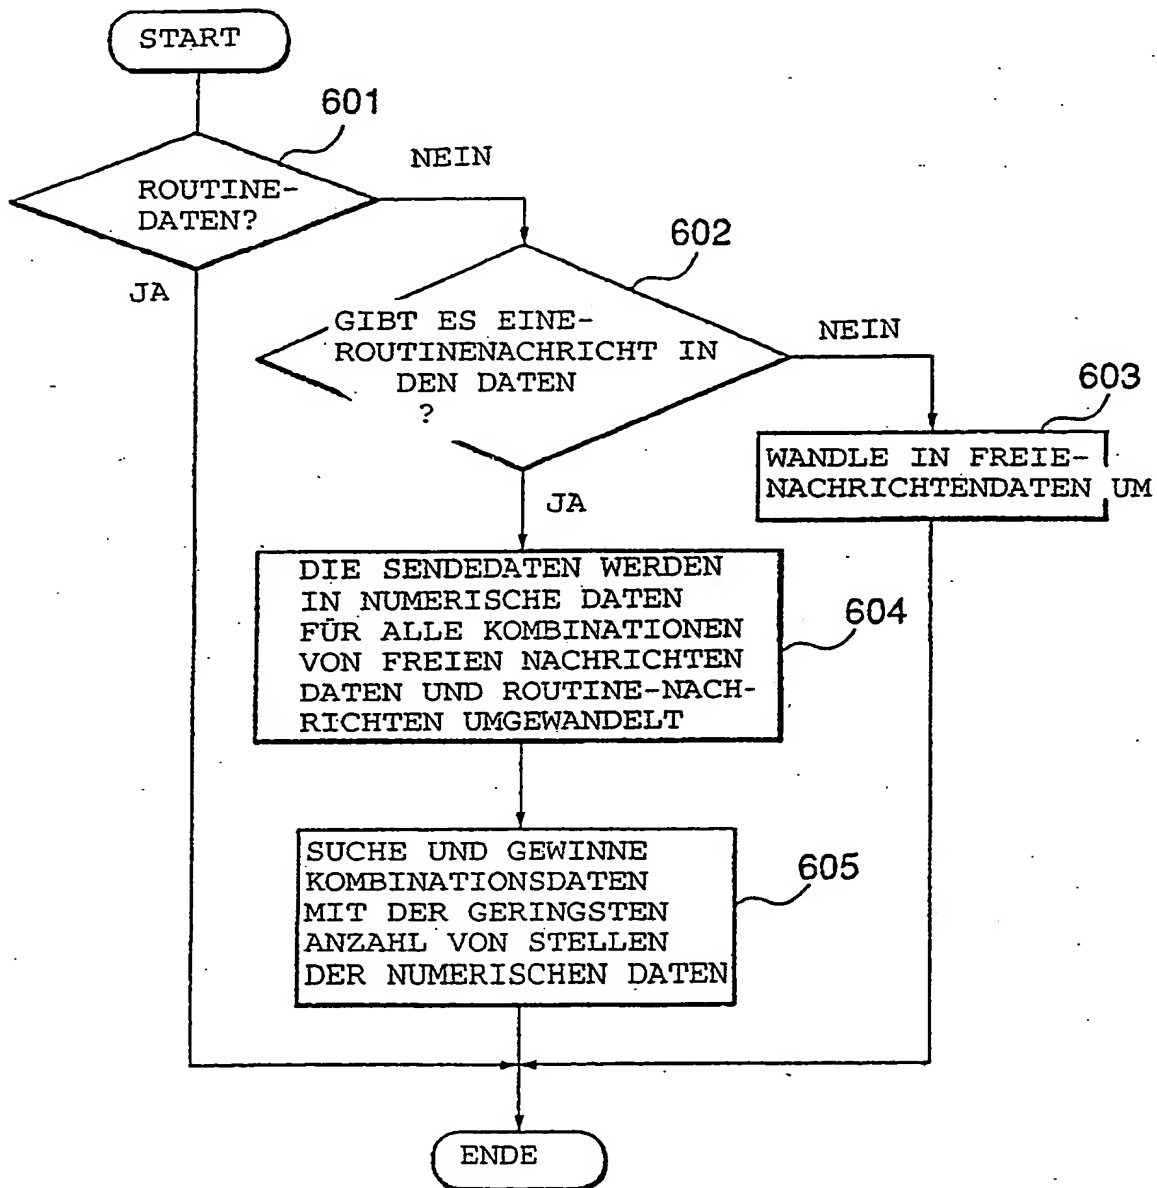 START
601
ROUTINE-
DATEN?
NEIN
JA
602
GIBT ES EINE-
ROUTINENACHRICHT IN
DEN DATEN
?
NEIN
JA
603
WANDLE IN FREIE-
NACHRICHTENDATEN UM
DIE SENDEDATEN WERDEN
IN NUMERISCHE DATEN
FÜR ALLE KOMBINATIONEN
VON FREIEN NACHRICHTEN
DATEN UND ROUTINE-NACH-
RICHTEN UMGEWANDELT
604
SUCHE UND GEWINNE
KOMBINATIONSDATEN
MIT DER GERINGSTEN
ANZAHL VON STELLEN
DER NUMERISCHEN DATEN
605
ENDE